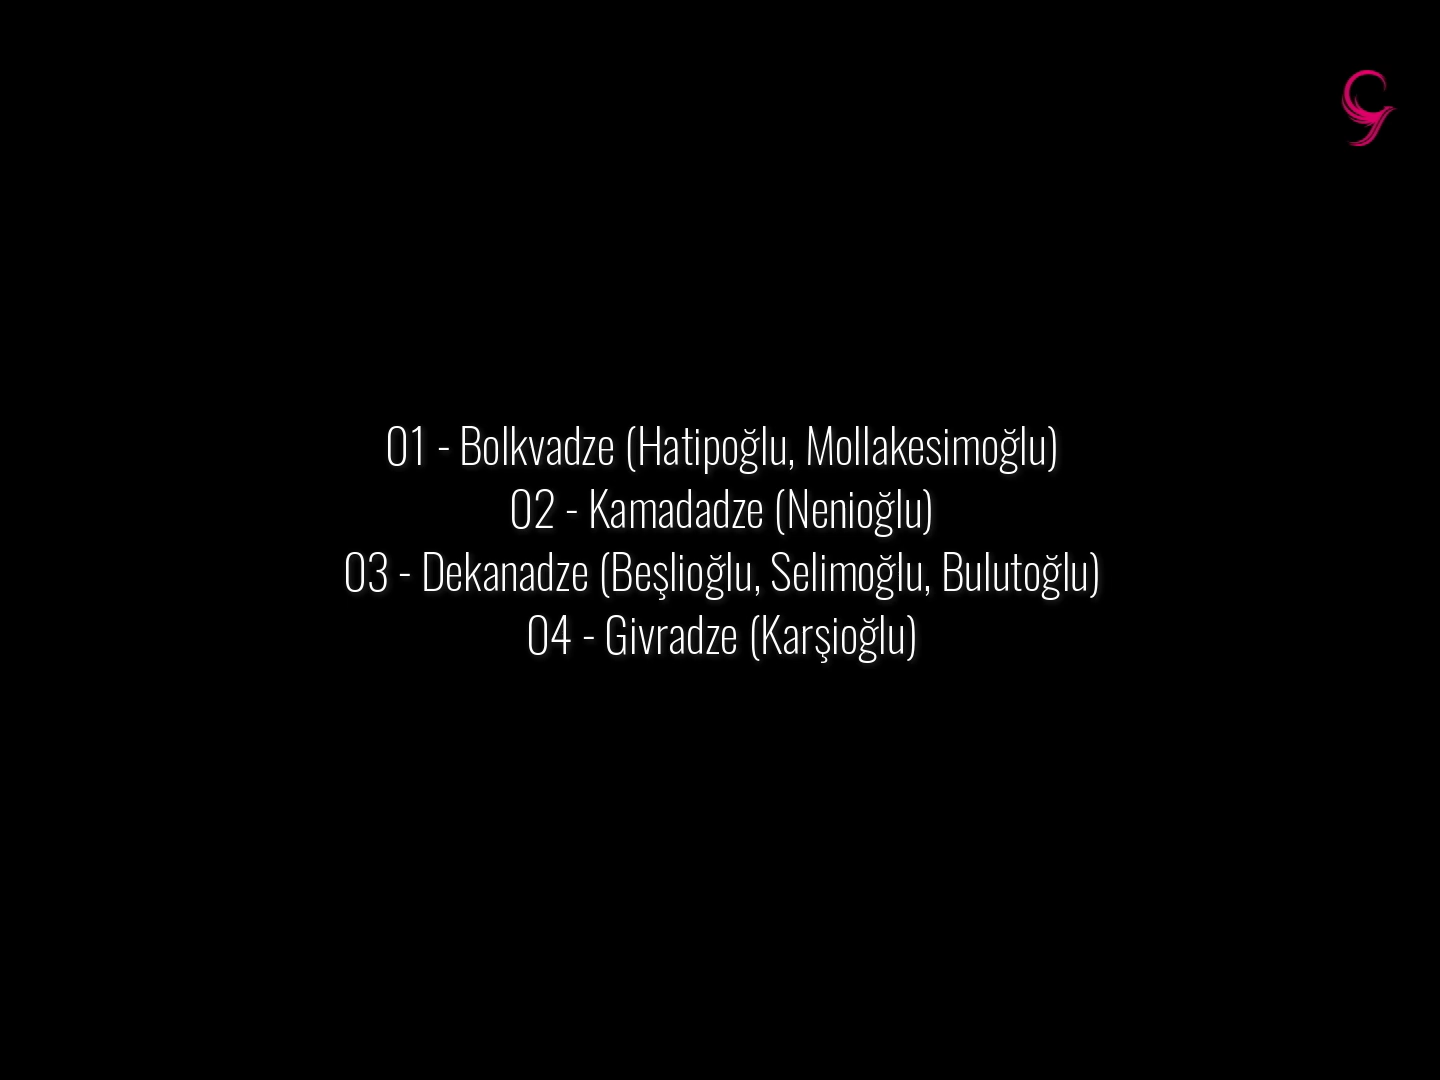 01 - Bolkvadze (Hatipoğlu, Mollakesimoğlu)
02 - Kamadadze (Nenioğlu)
03 - Dekanadze (Beşlioğlu, Selimoğlu, Bulutoğlu)
04 - Givradze (Karşioğlu)